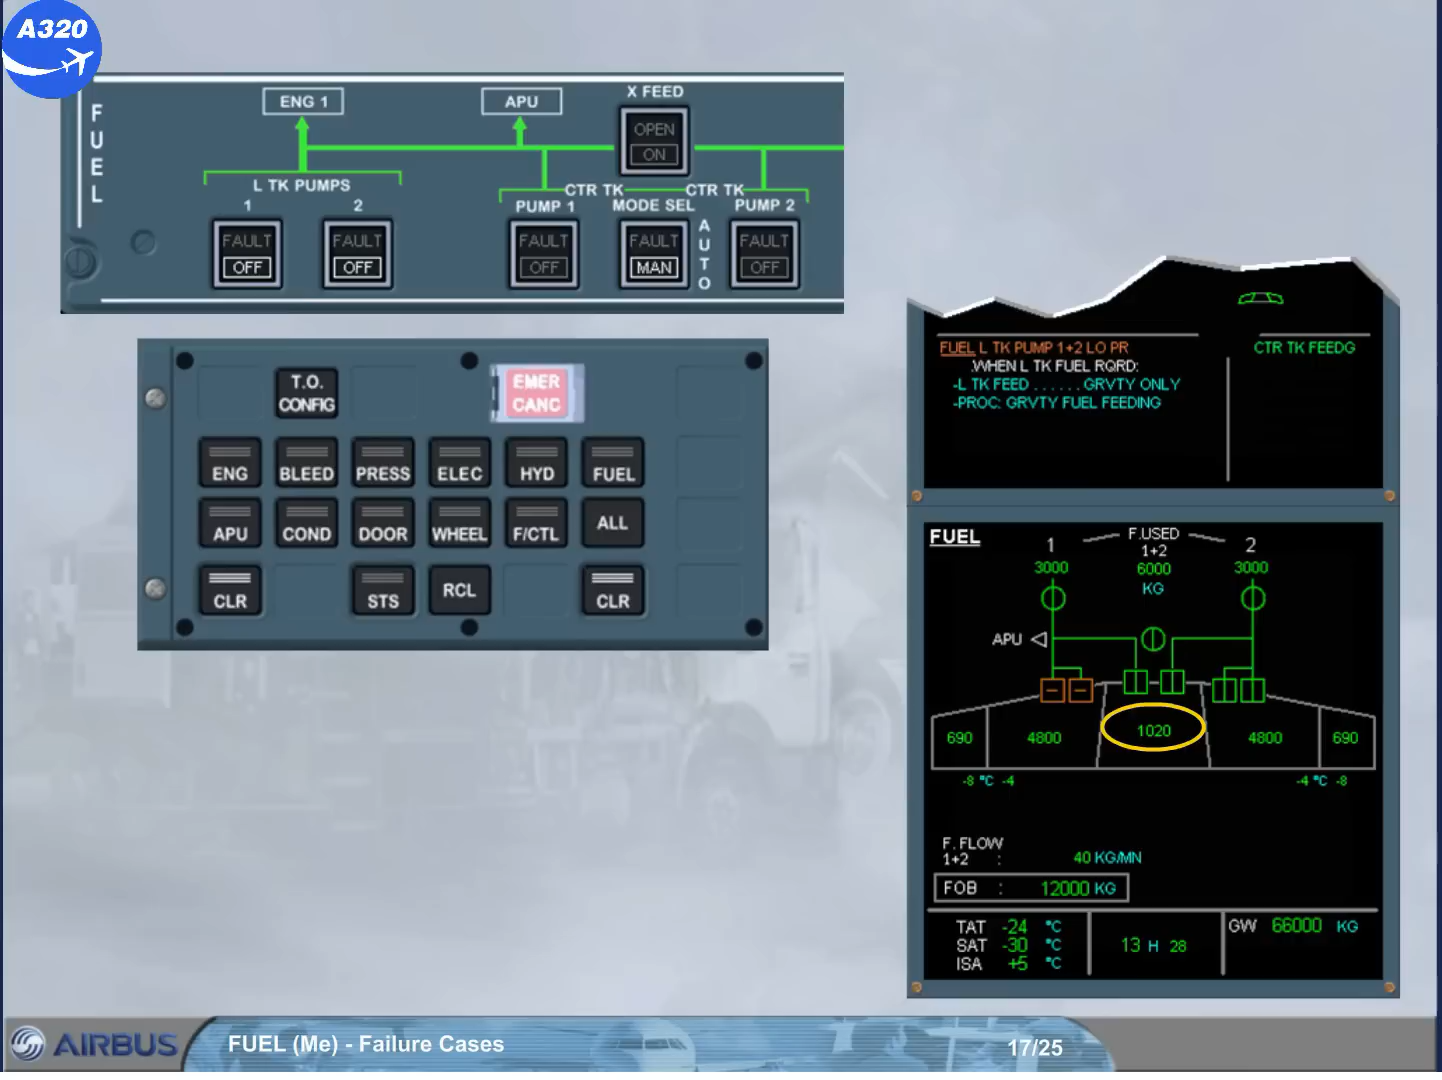 A320
FUEL
ENG 1
APU
X FEED
OPEN
ON
L TK PUMPS
1
2
CTR TK
CTR TK
PUMP 1
MODE SEL
PUMP 2
FAULT
OFF
FAULT
OFF
FAULT
OFF
FAULT
MAN
AUTO
FAULT
OFF
T.O.
CONFIG
EMER
CANC
ENG
BLEED
PRESS
ELEC
HYD
FUEL
APU
COND
DOOR
WHEEL
F/CTL
ALL
CLR
STS
RCL
CLR
FUEL L TK PUMP 1+2 LO PR
.WHEN L TK FUEL RQRD:
-L TK FEED ...... GRVTY ONLY
-PROC: GRVTY FUEL FEEDING
CTR TK FEEDG
FUEL
1
F.USED
1+2
2
3000
6000
3000
KG
APU
690
4800
1020
4800
690
-8 °C -4
-4 °C -8
F.FLOW
1+2 : 40 KG/MN
FOB : 12000 KG
TAT -24 °C
SAT -30 °C
ISA +5 °C
13 H 28
GW 66000 KG
AIRBUS
FUEL (Me) - Failure Cases
17/25